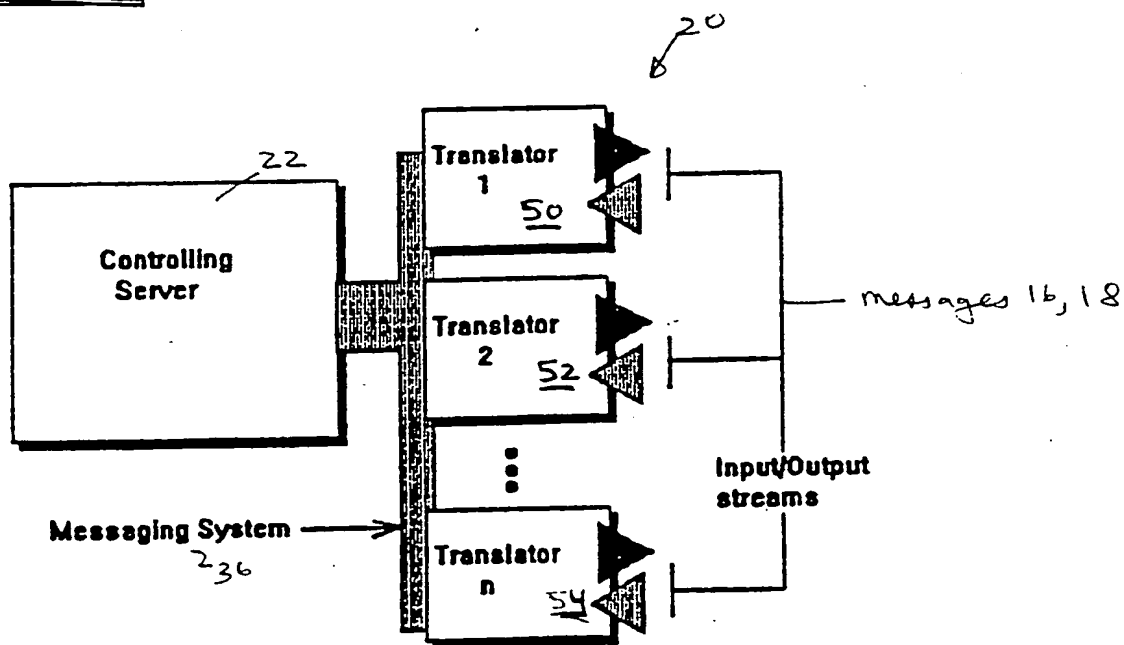 20
22
Controlling
Server
Translator
1
50
Translator
2
52
messages 16, 18
Input/Output
streams
Messaging System
236
Translator
n
54